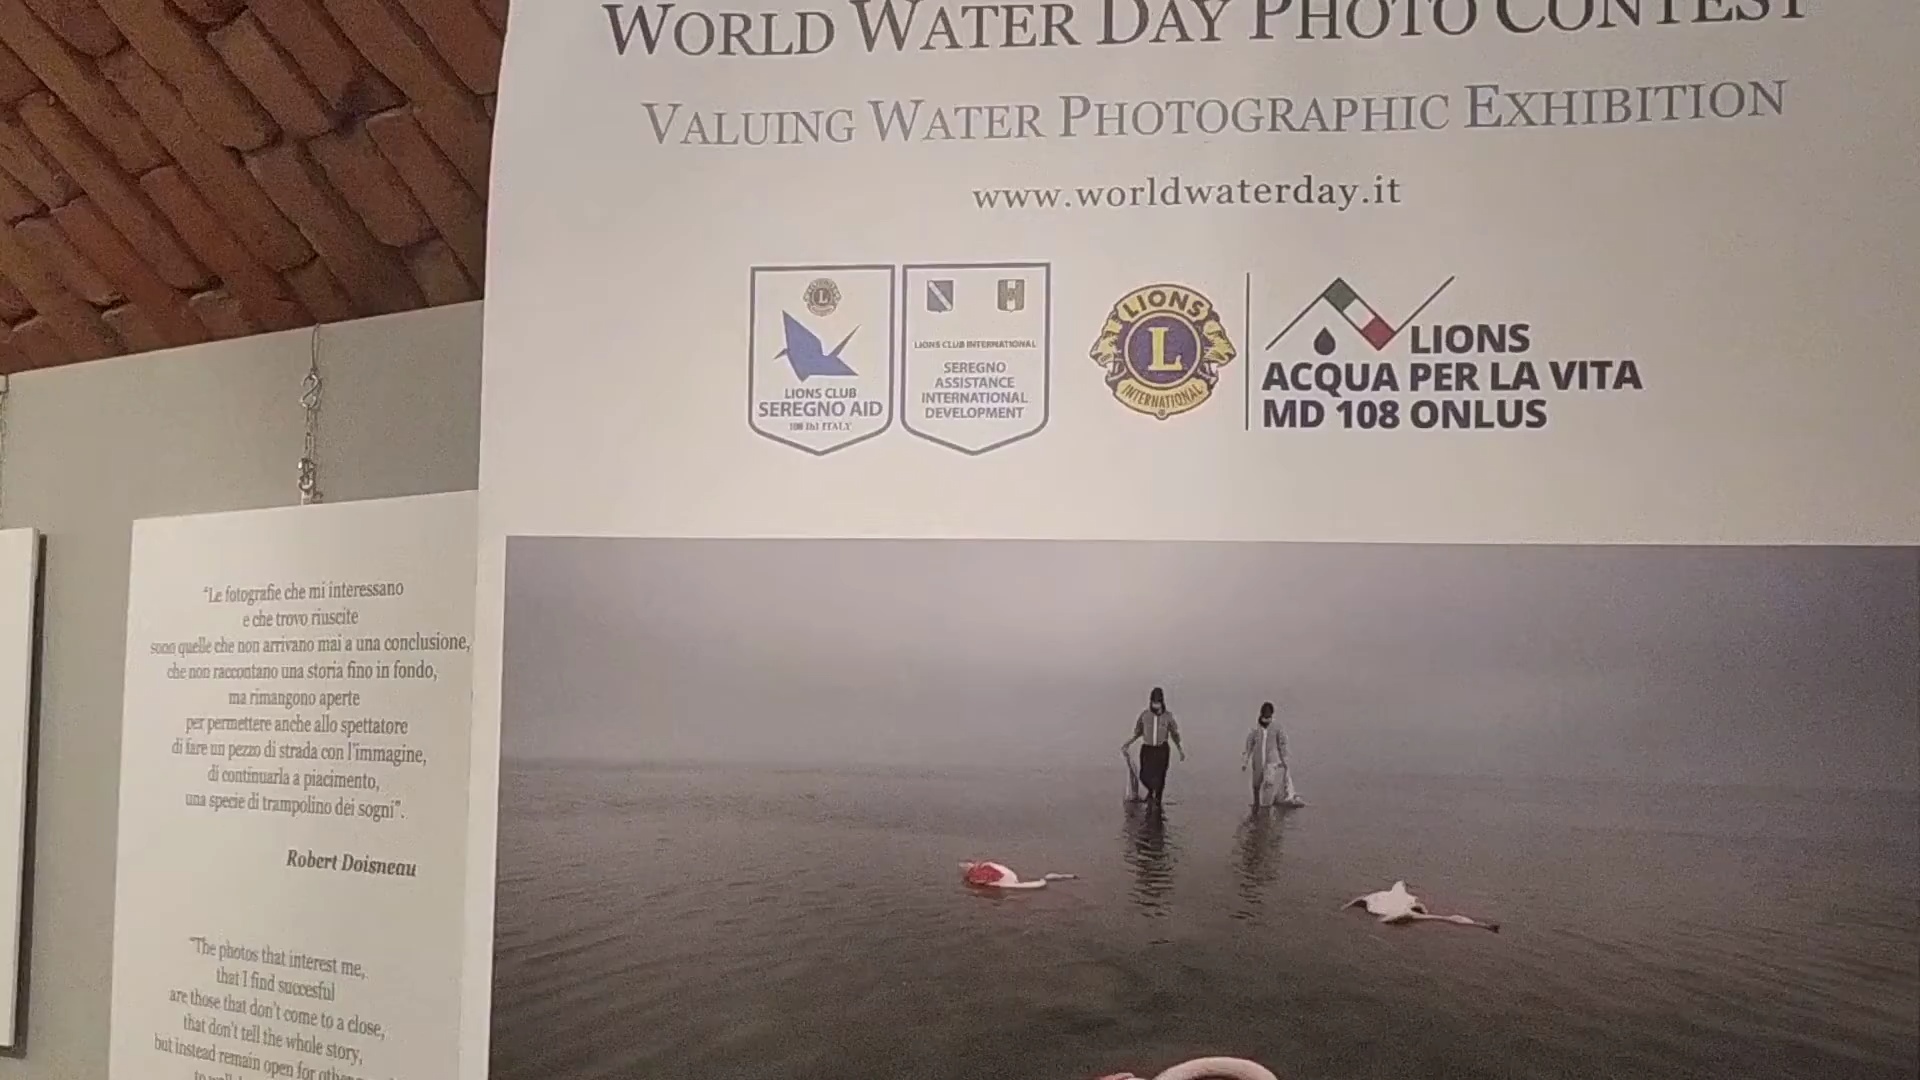 WORLD WATER DAY PHOTO CONTEST
VALUING WATER PHOTOGRAPHIC EXHIBITION
www.worldwaterday.it
L
LIONS CLUB
SEREGNO AID
108 Ib1 ITALY
LIONS CLUB INTERNATIONAL
SEREGNO
ASSISTANCE
INTERNATIONAL
DEVELOPMENT
LIONS
L
INTERNATIONAL
LIONS
ACQUA PER LA VITA
MD 108 ONLUS
"Le fotografie che mi interessano
e che trovo riuscite
sono quelle che non arrivano mai a una conclusione,
che non raccontano una storia fino in fondo,
ma rimangono aperte
per permettere anche allo spettatore
di fare un pezzo di strada con l'immagine,
di continuarla a piacimento,
una specie di trampolino dei sogni".
Robert Doisneau
"The photos that interest me,
that I find succesful
are those that don't come to a close,
that don't tell the whole story,
but instead remain open for